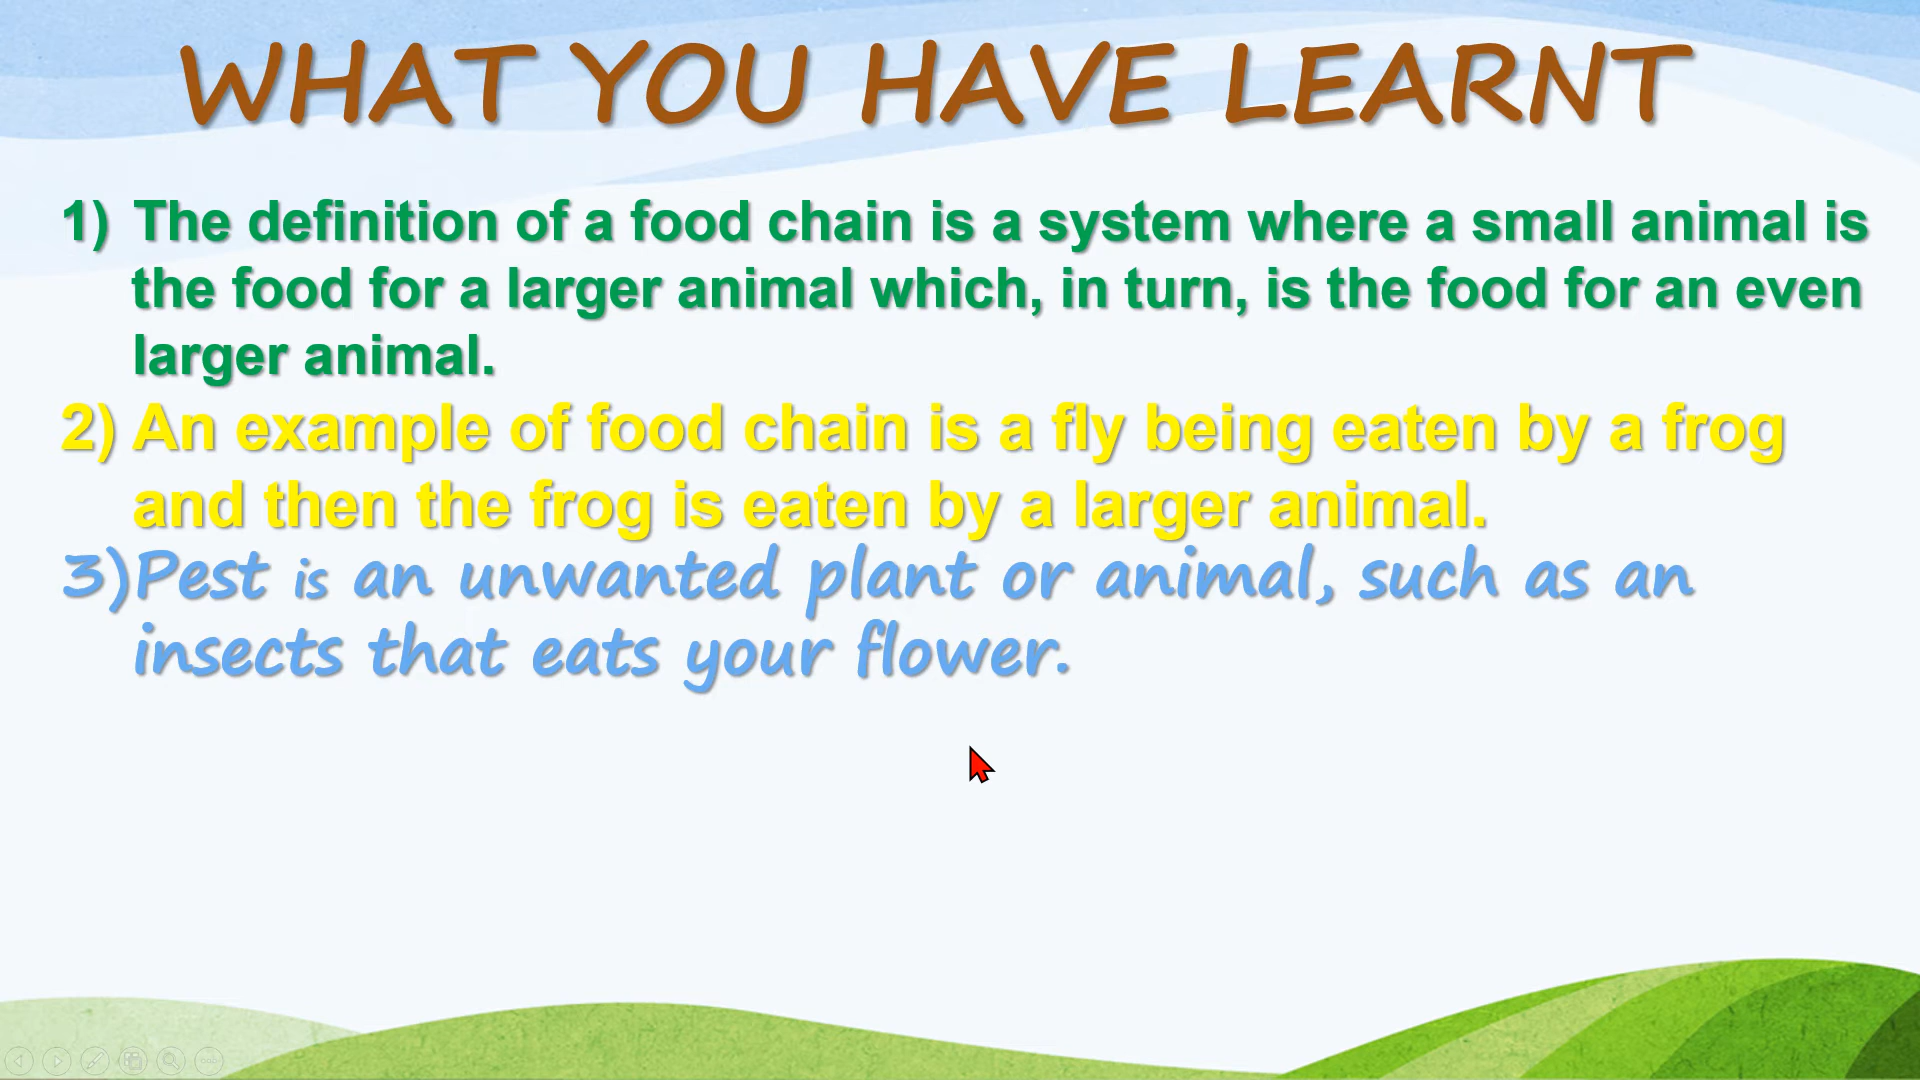 WHAT YOU HAVE LEARNT
1) The definition of a food chain is a system where a small animal is
the food for a larger animal which, in turn, is the food for an even
larger animal.
2) An example of food chain is a fly being eaten by a frog
and then the frog is eaten by a larger animal.
3) Pest is an unwanted plant or animal, such as an
insects that eats your flower.